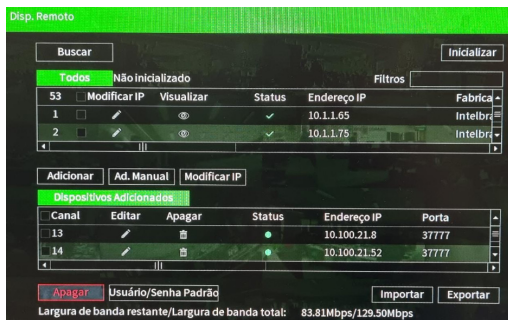 Disp. Remoto
Buscar Inicializar
Todos Não inicializado Filtros
53 Modificar IP Visualizar Status Endereço IP Fabrica
1 10.1.1.65 Intelbra
2 10.1.1.75 Intelbra
Adicionar Ad. Manual Modificar IP
Dispositivos Adicionados
Canal Editar Apagar Status Endereço IP Porta
13 10.100.21.8 37777
14 10.100.21.52 37777
Apagar Usuário/Senha Padrão Importar Exportar
Largura de banda restante/Largura de banda total: 83.81Mbps/129.50Mbps